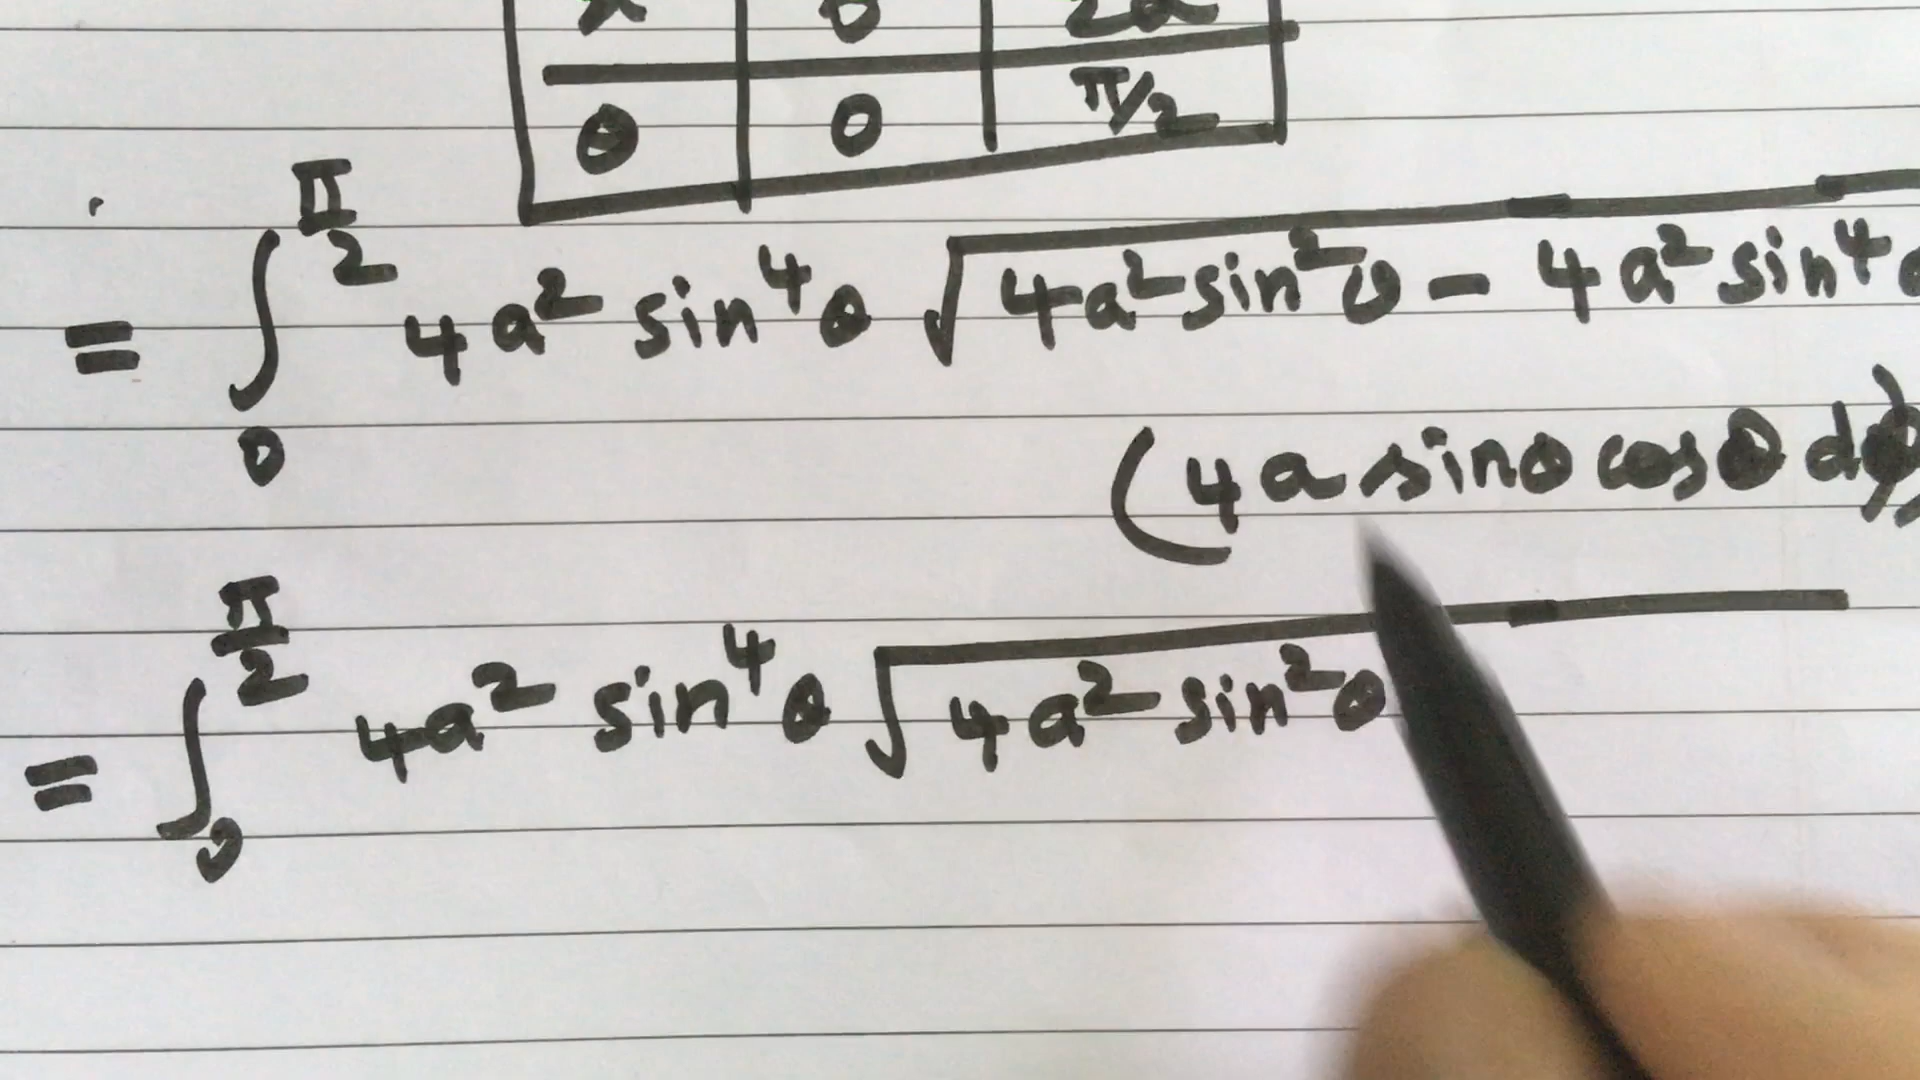 x 0 2a
θ 0 π/2
= ∫₀^(π/2) 4a² sin⁴θ √(4a² sin²θ - 4a² sin⁴θ
(4a sinθ cosθ dθ)
= ∫₀^(π/2) 4a² sin⁴θ √(4a² sin²θ